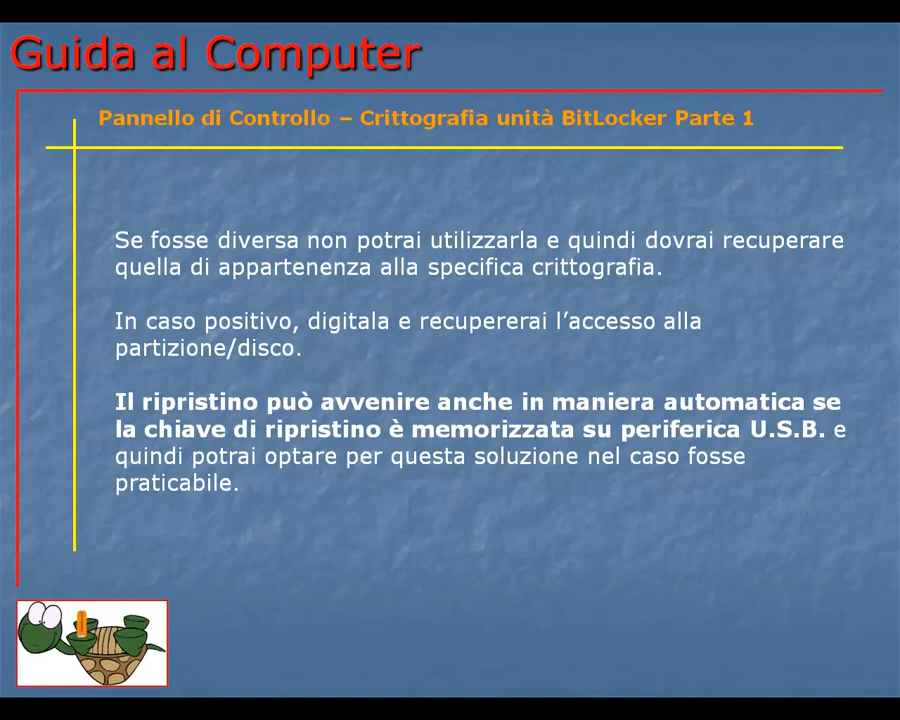 Guida al Computer
Pannello di Controllo – Crittografia unità BitLocker Parte 1
Se fosse diversa non potrai utilizzarla e quindi dovrai recuperare
quella di appartenenza alla specifica crittografia.
In caso positivo, digitala e recupererai l’accesso alla
partizione/disco.
Il ripristino può avvenire anche in maniera automatica se
la chiave di ripristino è memorizzata su periferica U.S.B. e
quindi potrai optare per questa soluzione nel caso fosse
praticabile.